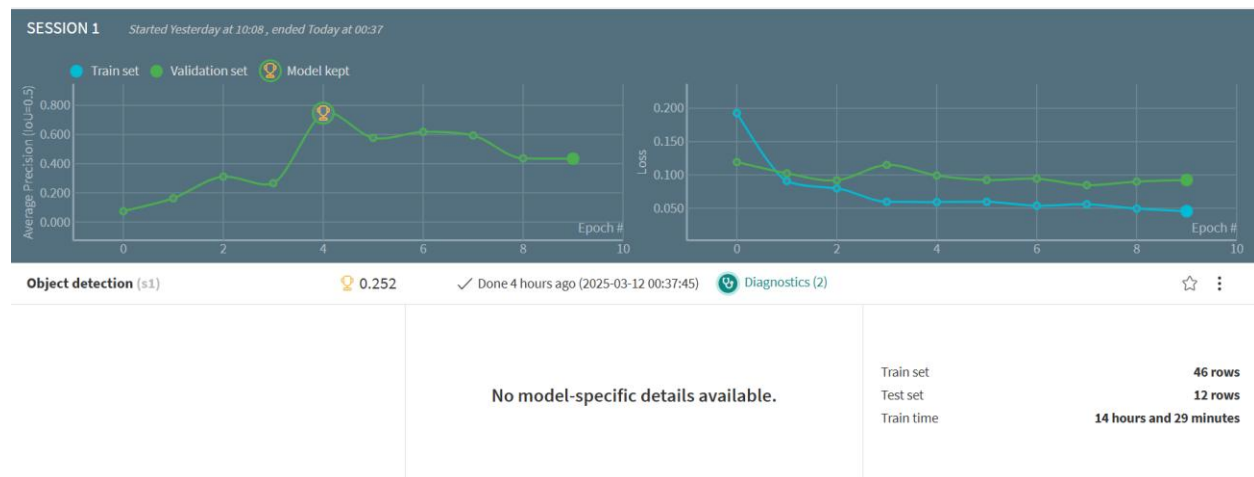 SESSION 1 Started Yesterday at 10:08 , ended Today at 00:37
Train set Validation set Model kept
Average Precision (IoU=0.5)
0.800
0.600
0.400
0.200
0.000
Epoch #
0 2 4 6 8 10
Loss
0.200
0.150
0.100
0.050
Epoch #
0 2 4 6 8 10
Object detection (s1) 0.252 Done 4 hours ago (2025-03-12 00:37:45) Diagnostics (2)
No model-specific details available.
Train set 46 rows
Test set 12 rows
Train time 14 hours and 29 minutes